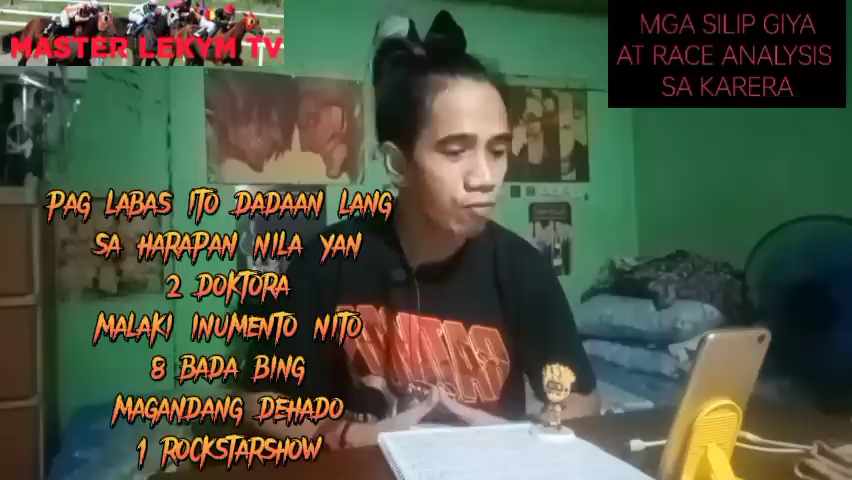 MASTER LEKYM TV
MGA SILIP GIYA
AT RACE ANALYSIS
SA KARERA
PAG LABAS ITO DADAAN LANG
SA HARAPAN NILA YAN
2 DOKTORA
MALAKI INUMENTO NITO
8 BADA BING
MAGANDANG DEHADO
1 ROCKSTARSHOW